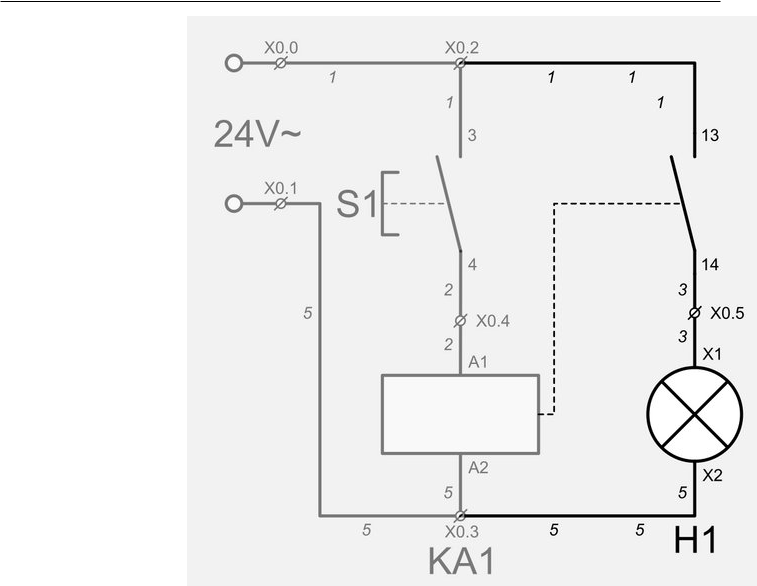 X0.0 X0.2
1 1 1
1 1
24V~ 3 13
X0.1
S1
4 14
2 3
5 X0.4 X0.5
2 3
A1 X1
A2 X2
5 5
5 X0.3 5 5
KA1 H1